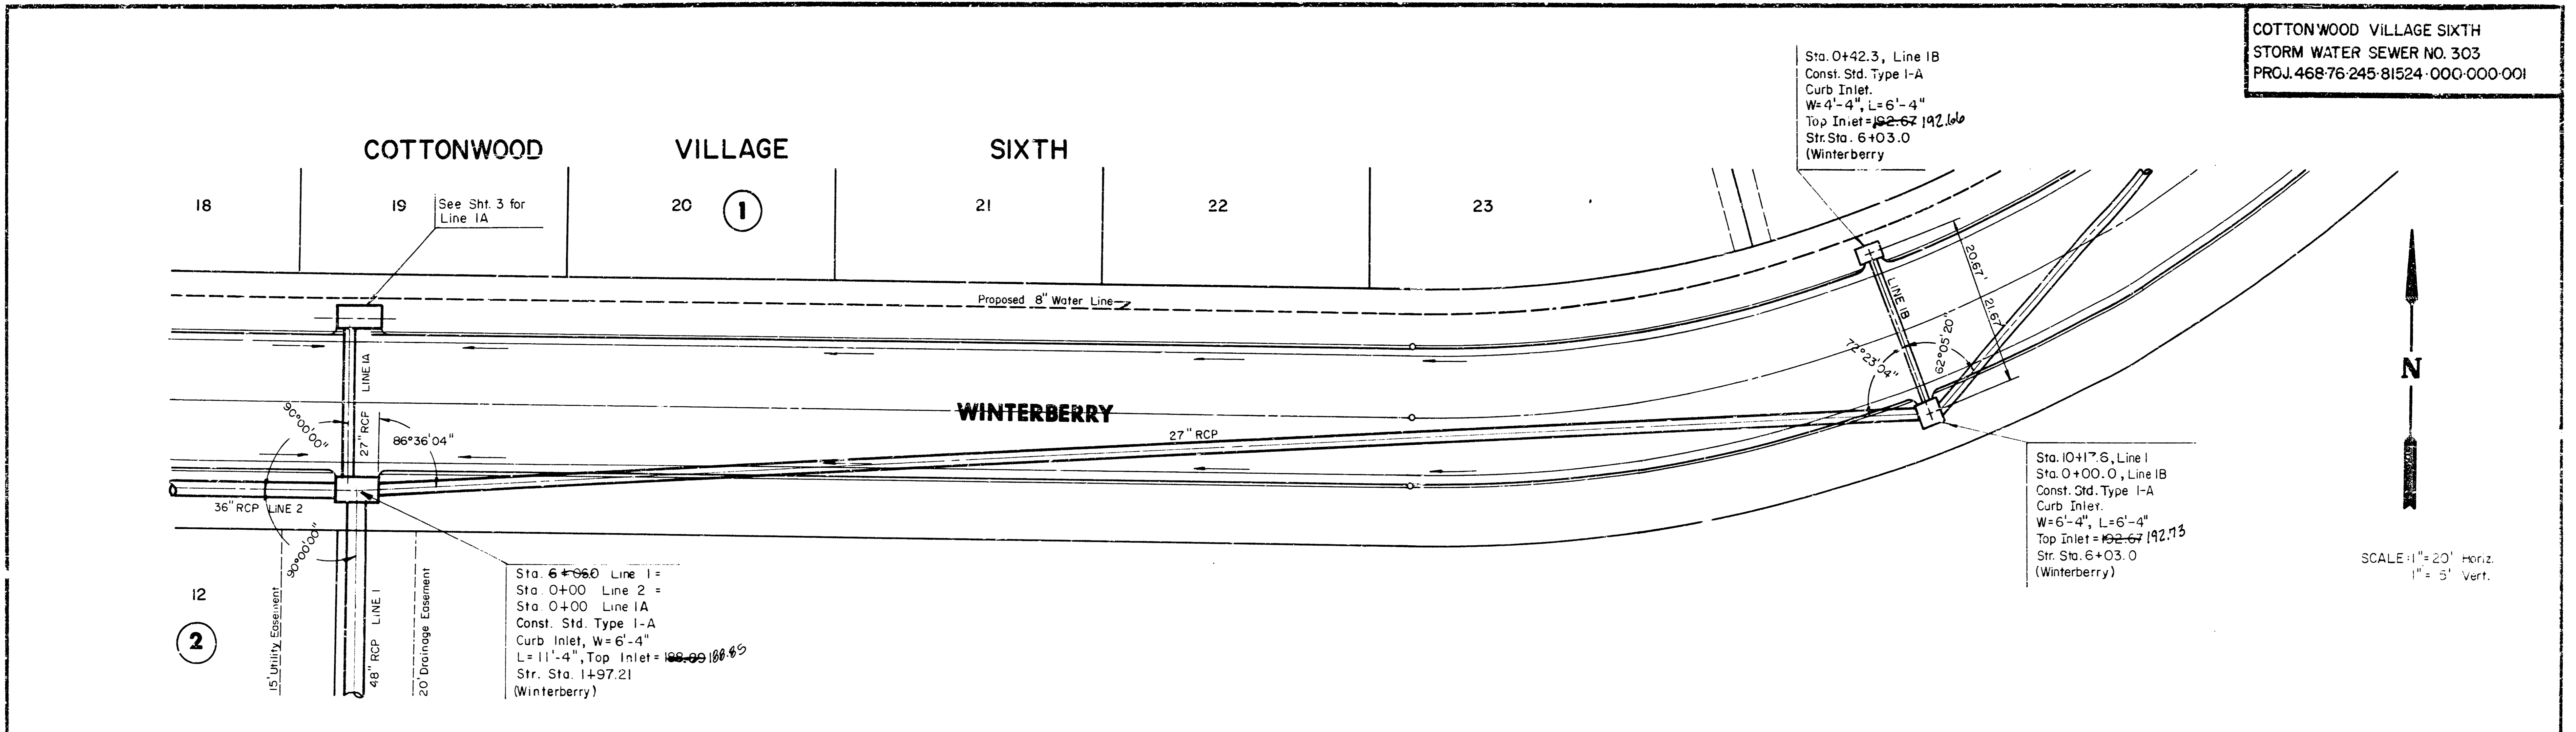 COTTONWOOD VILLAGE SIXTH
STORM WATER SEWER NO. 303
PROJ. 468-76-245-81524-000-000-001
Sta. 0+42.3, Line 1B
Const. Std. Type 1-A
Curb Inlet.
W=4'-4", L=6'-4"
Top Inlet=192.67 192.66
Str. Sta. 6+03.0
(Winterberry
COTTONWOOD VILLAGE SIXTH
18
19
See Sht. 3 for
Line 1A
20
1
21
22
23
Proposed 8" Water Line
20.67'
21.67'
LINE 1B
62°05'20"
72°23'04"
N
WINTERBERRY
27" RCP
27" RCP LINE 1A
90°00'00"
86°36'04"
36" RCP LINE 2
90°00'00"
12
2
15' Utility Easement
48" RCP LINE 1
20' Drainage Easement
Sta. 6+06.0 Line 1 =
Sta. 0+00 Line 2 =
Sta. 0+00 Line 1A
Const. Std. Type 1-A
Curb Inlet, W=6'-4"
L=11'-4", Top Inlet = 188.89 188.85
Str. Sta. 1+97.21
(Winterberry)
Sta. 10+17.6, Line 1
Sta. 0+00.0, Line 1B
Const. Std. Type 1-A
Curb Inlet.
W=6'-4", L=6'-4"
Top Inlet = 192.67 192.73
Str. Sta. 6+03.0
(Winterberry)
SCALE: 1"=20' Horiz.
1"= 5' Vert.